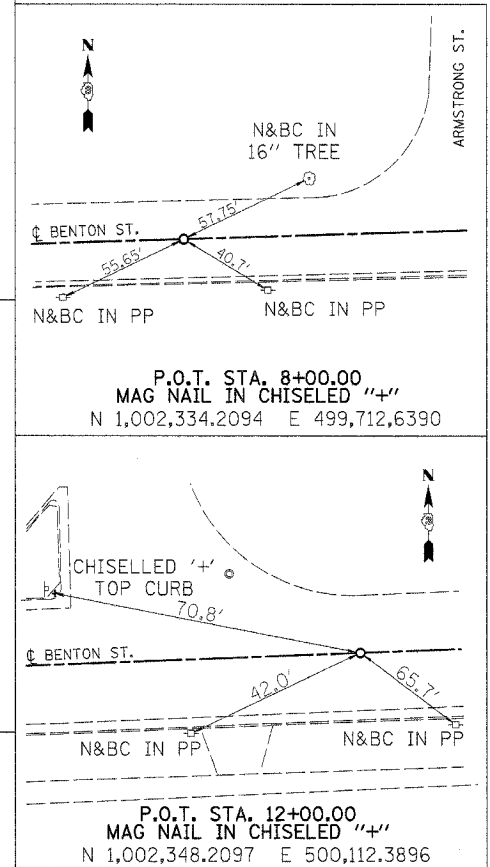 N
ARMSTRONG ST.
N&BC IN
16" TREE
57.75'
℄ BENTON ST.
55.65'
40.7'
N&BC IN PP
N&BC IN PP
P.O.T. STA. 8+00.00
MAG NAIL IN CHISELED "+"
N 1,002,334.2094 E 499,712.6390
N
CHISELLED '+'
TOP CURB
70.8'
℄ BENTON ST.
42.0'
65.7'
N&BC IN PP
N&BC IN PP
P.O.T. STA. 12+00.00
MAG NAIL IN CHISELED "+"
N 1,002,348.2097 E 500,112.3896